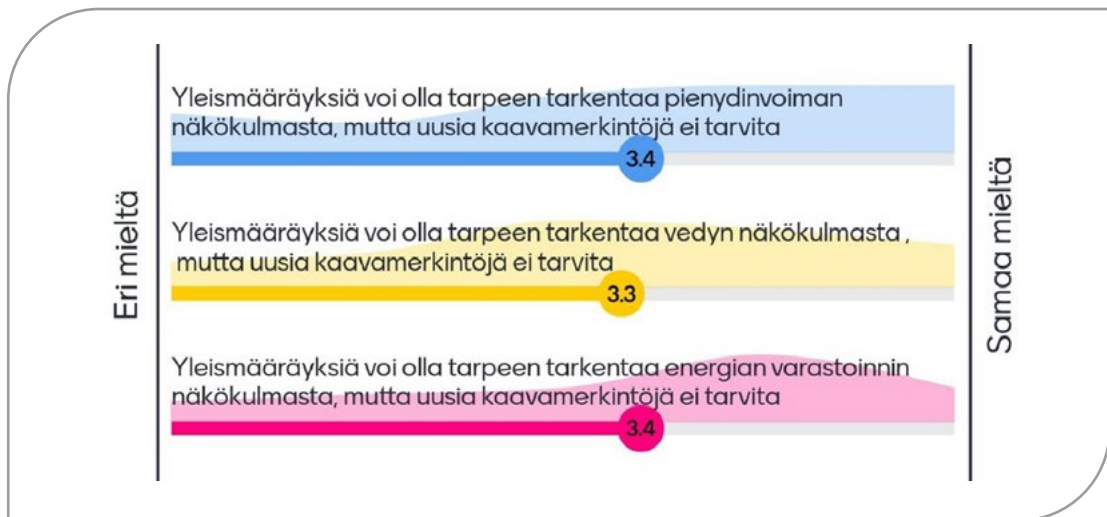 Eri mieltä
Yleismääräyksiä voi olla tarpeen tarkentaa pienydinvoiman
näkökulmasta, mutta uusia kaavamerkintöjä ei tarvita
3.4
Yleismääräyksiä voi olla tarpeen tarkentaa vedyn näkökulmasta ,
mutta uusia kaavamerkintöjä ei tarvita
3.3
Yleismääräyksiä voi olla tarpeen tarkentaa energian varastoinnin
näkökulmasta, mutta uusia kaavamerkintöjä ei tarvita
3.4
Samaa mieltä